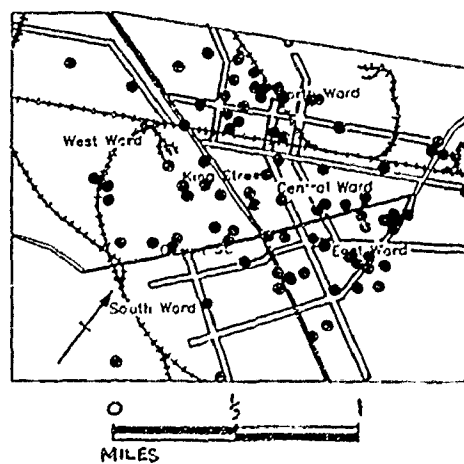 North Ward
West Ward
King Street
Central Ward
East Ward
South Ward
0 ½ 1
MILES